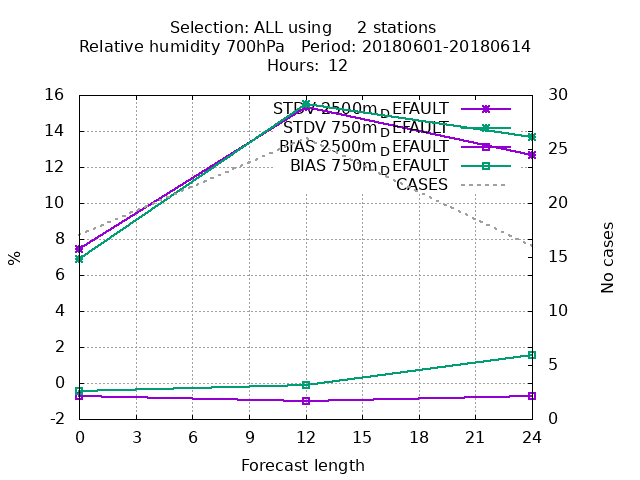 Selection: ALL using     2 stations
Relative humidity 700hPa   Period: 20180601-20180614
Hours: 12
16
14
12
10
8
6
4
2
0
-2
%
STDV 2500m_DEFAULT
STDV 750m_DEFAULT
BIAS 2500m_DEFAULT
BIAS 750m_DEFAULT
CASES
30
25
20
15
10
5
0
No cases
0 3 6 9 12 15 18 21 24
Forecast length